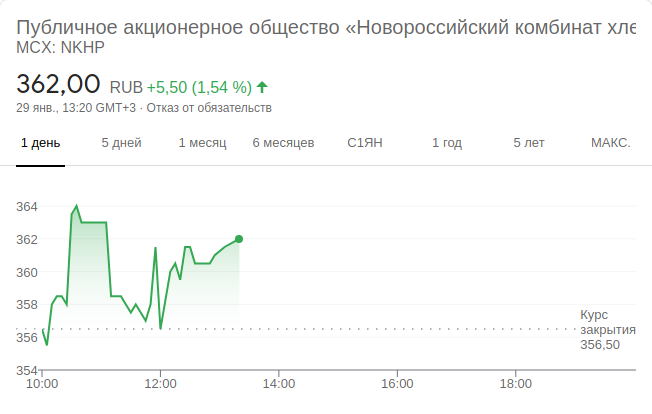 Публичное акционерное общество «Новороссийский комбинат хле
MCX: NKHP
362,00 RUB +5,50 (1,54 %)
29 янв., 13:20 GMT+3 · Отказ от обязательств
1 день 5 дней 1 месяц 6 месяцев С1ЯН 1 год 5 лет МАКС.
364
362
360
358
356
354
Курс
закрытия
356,50
10:00 12:00 14:00 16:00 18:00